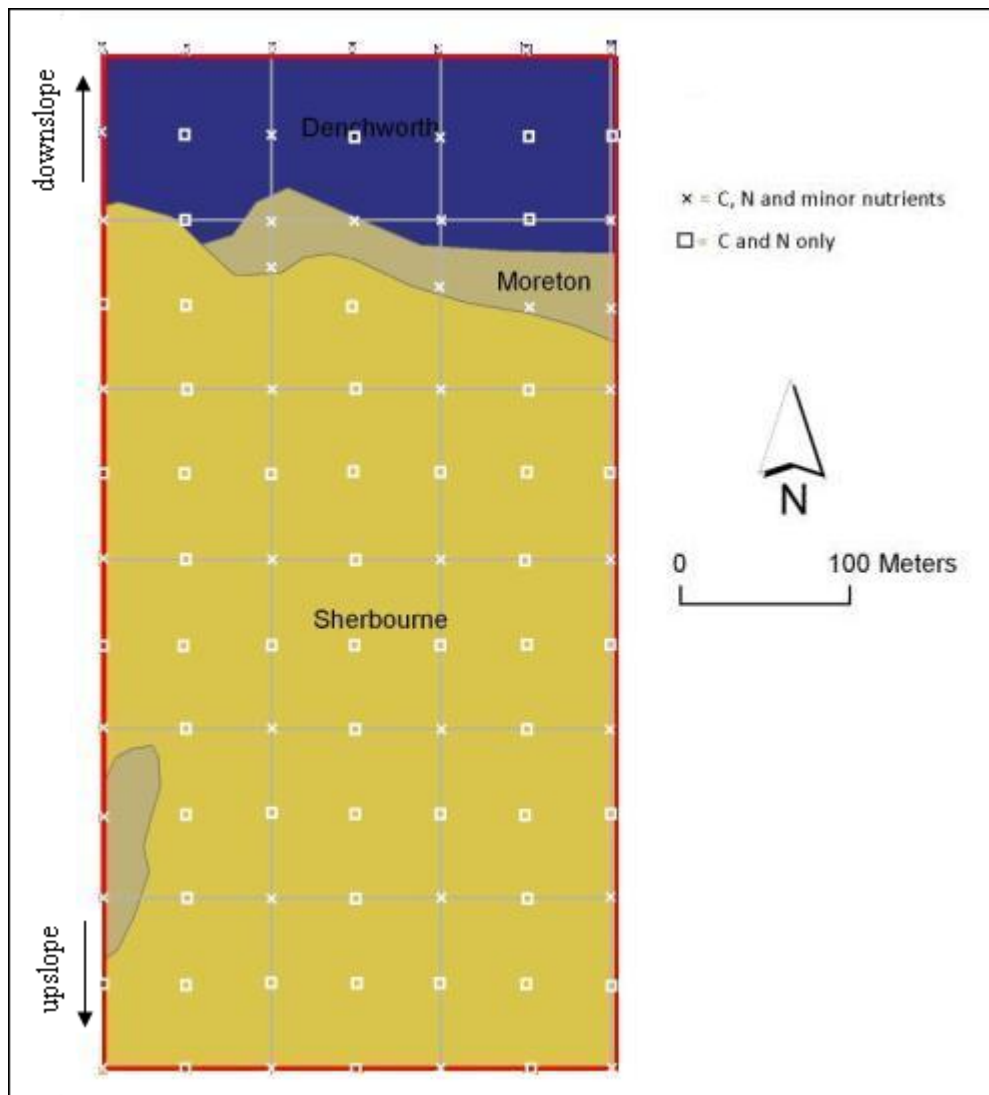 downslope
Denchworth
× = C, N and minor nutrients
□ = C and N only
Moreton
N
0 100 Meters
Sherbourne
upslope